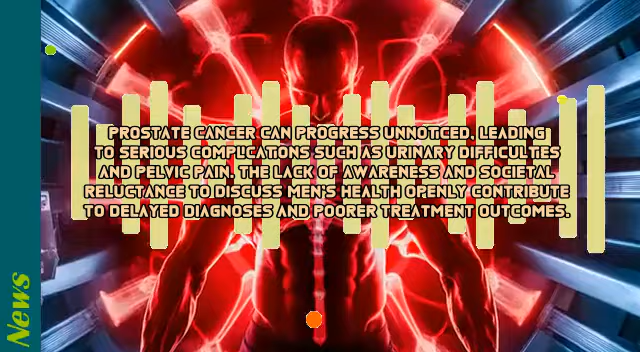 PROSTATE CANCER CAN PROGRESS UNNOTICED, LEADING
TO SERIOUS COMPLICATIONS SUCH AS URINARY DIFFICULTIES
AND PELVIC PAIN. THE LACK OF AWARENESS AND SOCIETAL
RELUCTANCE TO DISCUSS MEN'S HEALTH OPENLY CONTRIBUTE
TO DELAYED DIAGNOSES AND POORER TREATMENT OUTCOMES.
News